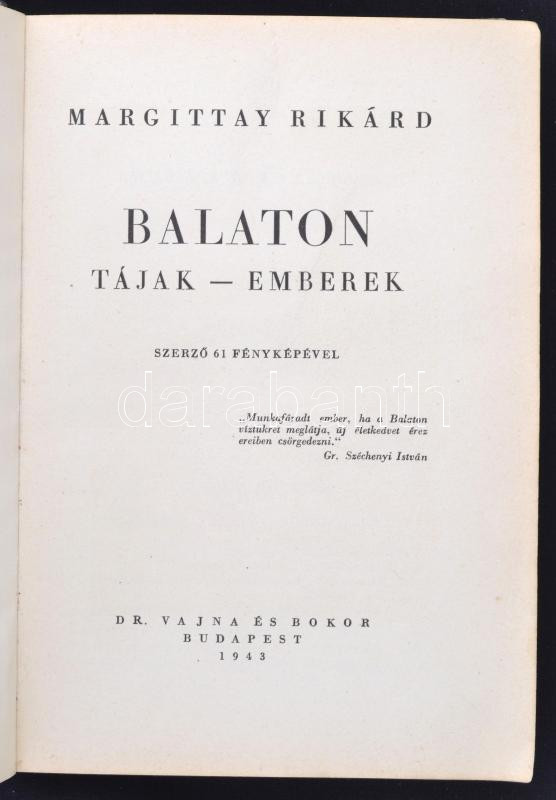 MARGITTAY RIKÁRD
BALATON
TÁJAK — EMBEREK
SZERZŐ 61 FÉNYKÉPÉVEL
darabanth
„Munkafáradt ember, ha a Balaton
víztükrét meglátja, új életkedvet érez
ereiben csörgedezni.“
Gr. Széchenyi István
DR. VAJNA ÉS BOKOR
BUDAPEST
1943